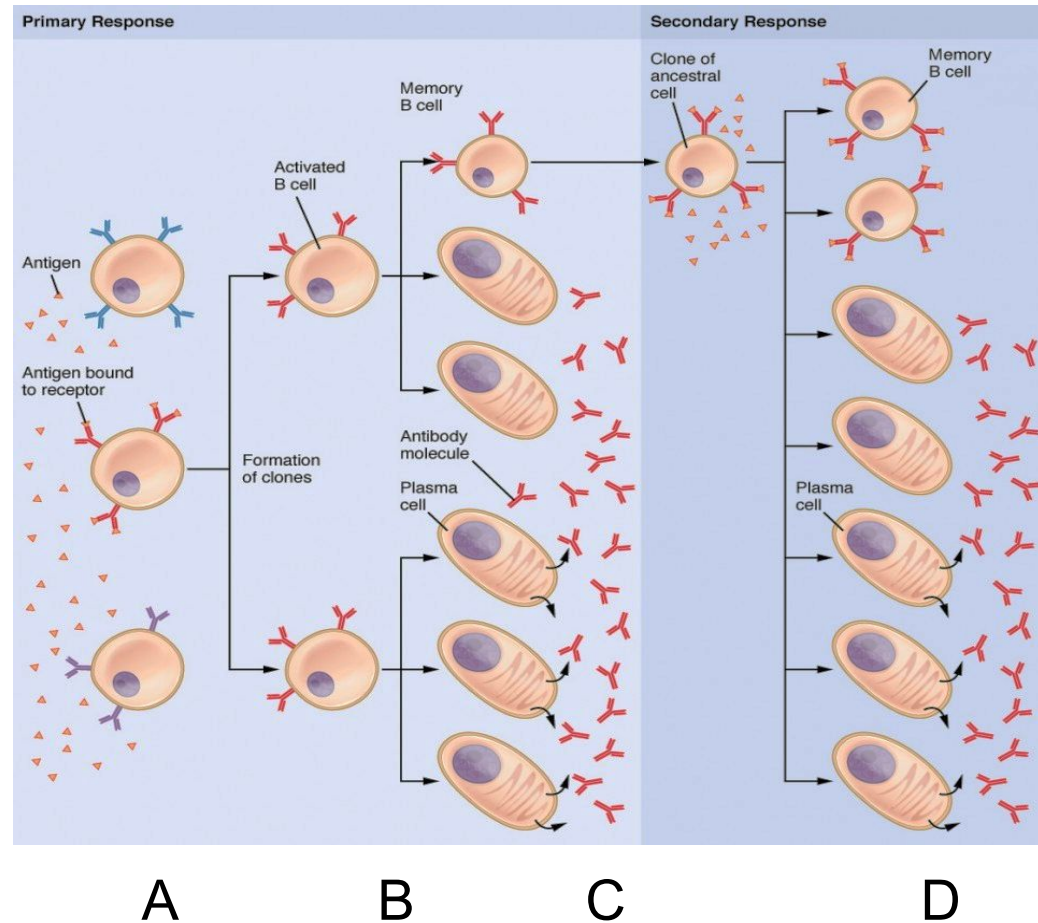 Primary Response
Secondary Response
Clone of
ancestral
cell
Memory
B cell
Memory
B cell
Activated
B cell
Antigen
Antigen bound
to receptor
Formation
of clones
Antibody
molecule
Plasma
cell
Plasma
cell
A B C D